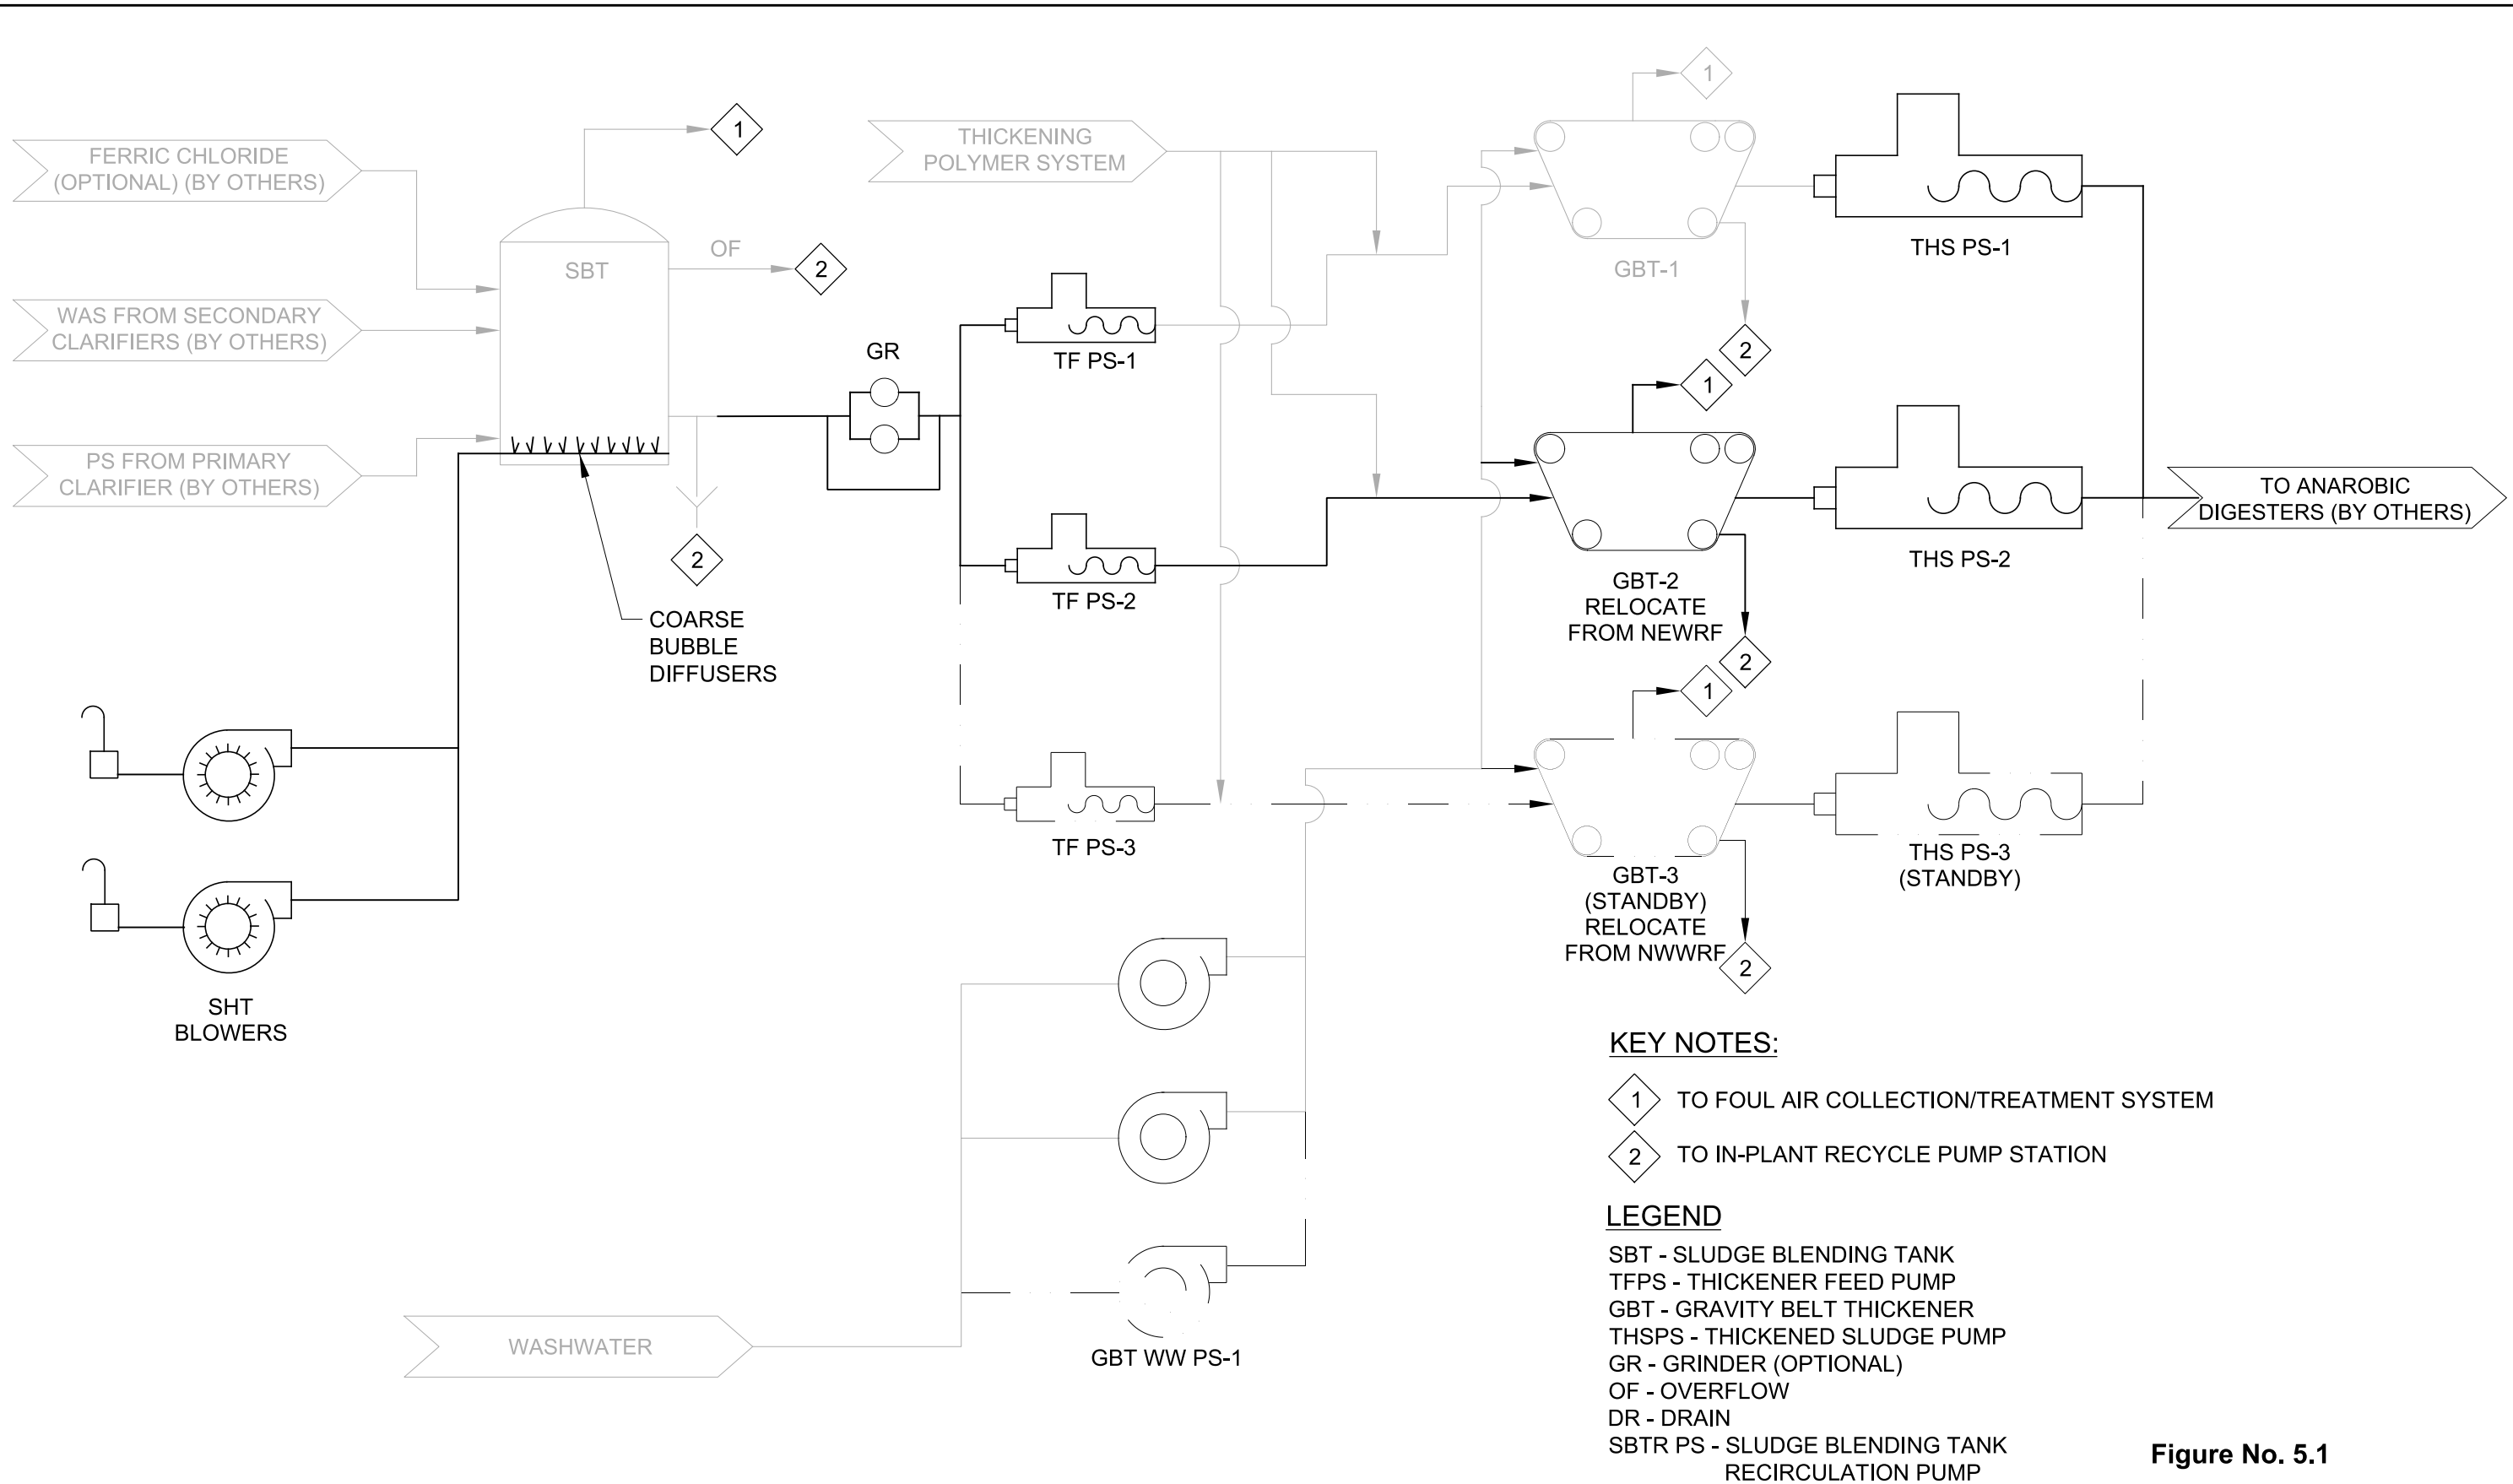 1
1
FERRIC CHLORIDE
(OPTIONAL) (BY OTHERS)
THICKENING
POLYMER SYSTEM
OF
2
SBT
THS PS-1
GBT-1
WAS FROM SECONDARY
CLARIFIERS (BY OTHERS)
GR
TF PS-1
2
1
PS FROM PRIMARY
CLARIFIER (BY OTHERS)
TO ANAROBIC
DIGESTERS (BY OTHERS)
2
THS PS-2
GBT-2
RELOCATE
FROM NEWRF
TF PS-2
COARSE
BUBBLE
DIFFUSERS
2
1
TF PS-3
THS PS-3
(STANDBY)
GBT-3
(STANDBY)
RELOCATE
FROM NWWRF
2
SHT
BLOWERS
WASHWATER
GBT WW PS-1
KEY NOTES:
1 TO FOUL AIR COLLECTION/TREATMENT SYSTEM
2 TO IN-PLANT RECYCLE PUMP STATION
LEGEND
SBT - SLUDGE BLENDING TANK
TFPS - THICKENER FEED PUMP
GBT - GRAVITY BELT THICKENER
THSPS - THICKENED SLUDGE PUMP
GR - GRINDER (OPTIONAL)
OF - OVERFLOW
DR - DRAIN
SBTR PS - SLUDGE BLENDING TANK
RECIRCULATION PUMP
Figure No. 5.1